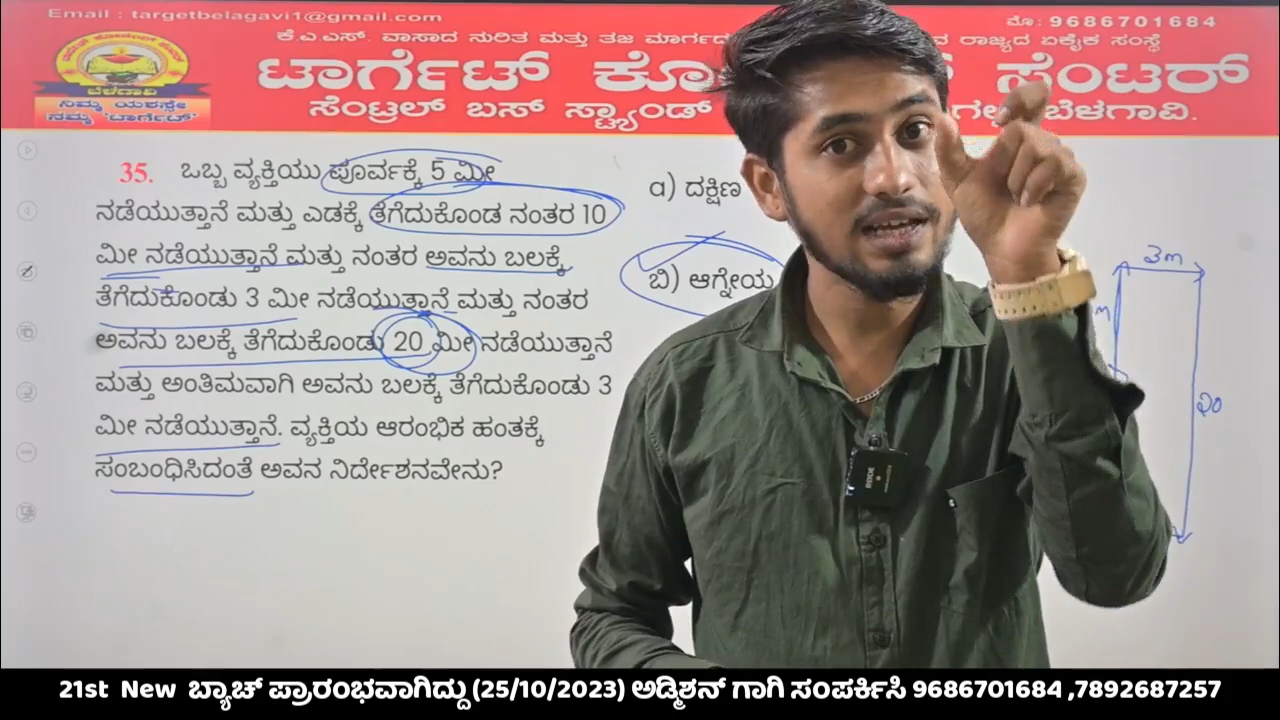 Email : targetbelagavi1@gmail.com
ಮೊ: 9686701684
ಕೆ.ಎ.ಎಸ್. ವಾಸಾದ ನುರಿತ ಮತ್ತು ತಜ್ಞ ರಾಜ್ಯದ ಏಕೈಕ ಸಂಸ್ಥೆ
ಟಾರ್ಗೆಟ್ ಸೆಂಟರ್
ಸೆಂಟ್ರಲ್ ಬಸ್ ಸ್ಟ್ಯಾಂಡ್ ಬೆಳಗಾವಿ.
ಬೆಳಗಾವಿ
ನಿಮ್ಮ ಯಶಸ್ಸೇ
ನಮ್ಮ 'ಟಾರ್ಗೆಟ್'
35. ಒಬ್ಬ ವ್ಯಕ್ತಿಯು ಪೂರ್ವಕ್ಕೆ 5 ಮೀ
ನಡೆಯುತ್ತಾನೆ ಮತ್ತು ಎಡಕ್ಕೆ ತೆಗೆದುಕೊಂಡ ನಂತರ 10
ಮೀ ನಡೆಯುತ್ತಾನೆ ಮತ್ತು ನಂತರ ಅವನು ಬಲಕ್ಕೆ
ತೆಗೆದುಕೊಂಡು 3 ಮೀ ನಡೆಯುತ್ತಾನೆ ಮತ್ತು ನಂತರ
ಅವನು ಬಲಕ್ಕೆ ತೆಗೆದುಕೊಂಡು 20 ಮೀ ನಡೆಯುತ್ತಾನೆ
ಮತ್ತು ಅಂತಿಮವಾಗಿ ಅವನು ಬಲಕ್ಕೆ ತೆಗೆದುಕೊಂಡು 3
ಮೀ ನಡೆಯುತ್ತಾನೆ. ವ್ಯಕ್ತಿಯ ಆರಂಭಿಕ ಹಂತಕ್ಕೆ
ಸಂಬಂಧಿಸಿದಂತೆ ಅವನ ನಿರ್ದೇಶನವೇನು?
a) ದಕ್ಷಿಣ
ಬಿ) ಆಗ್ನೇಯ
3m
m
20
RODE
21st New ಬ್ಯಾಚ್ ಪ್ರಾರಂಭವಾಗಿದ್ದು (25/10/2023) ಅಡ್ಮಿಶನ್ ಗಾಗಿ ಸಂಪರ್ಕಿಸಿ 9686701684 ,7892687257